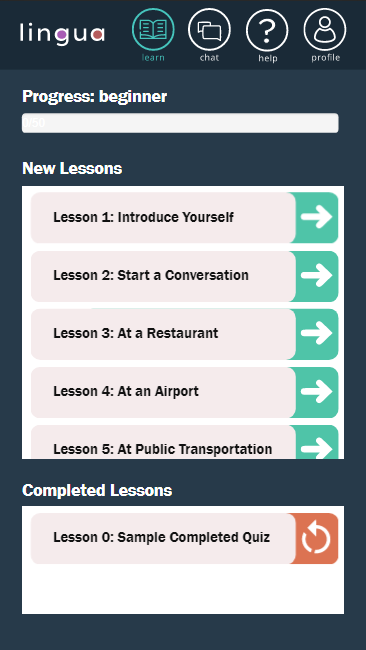 lingua
learn
chat
help
profile
Progress: beginner
New Lessons
Lesson 1: Introduce Yourself
Lesson 2: Start a Conversation
Lesson 3: At a Restaurant
Lesson 4: At an Airport
Lesson 5: At Public Transportation
Completed Lessons
Lesson 0: Sample Completed Quiz